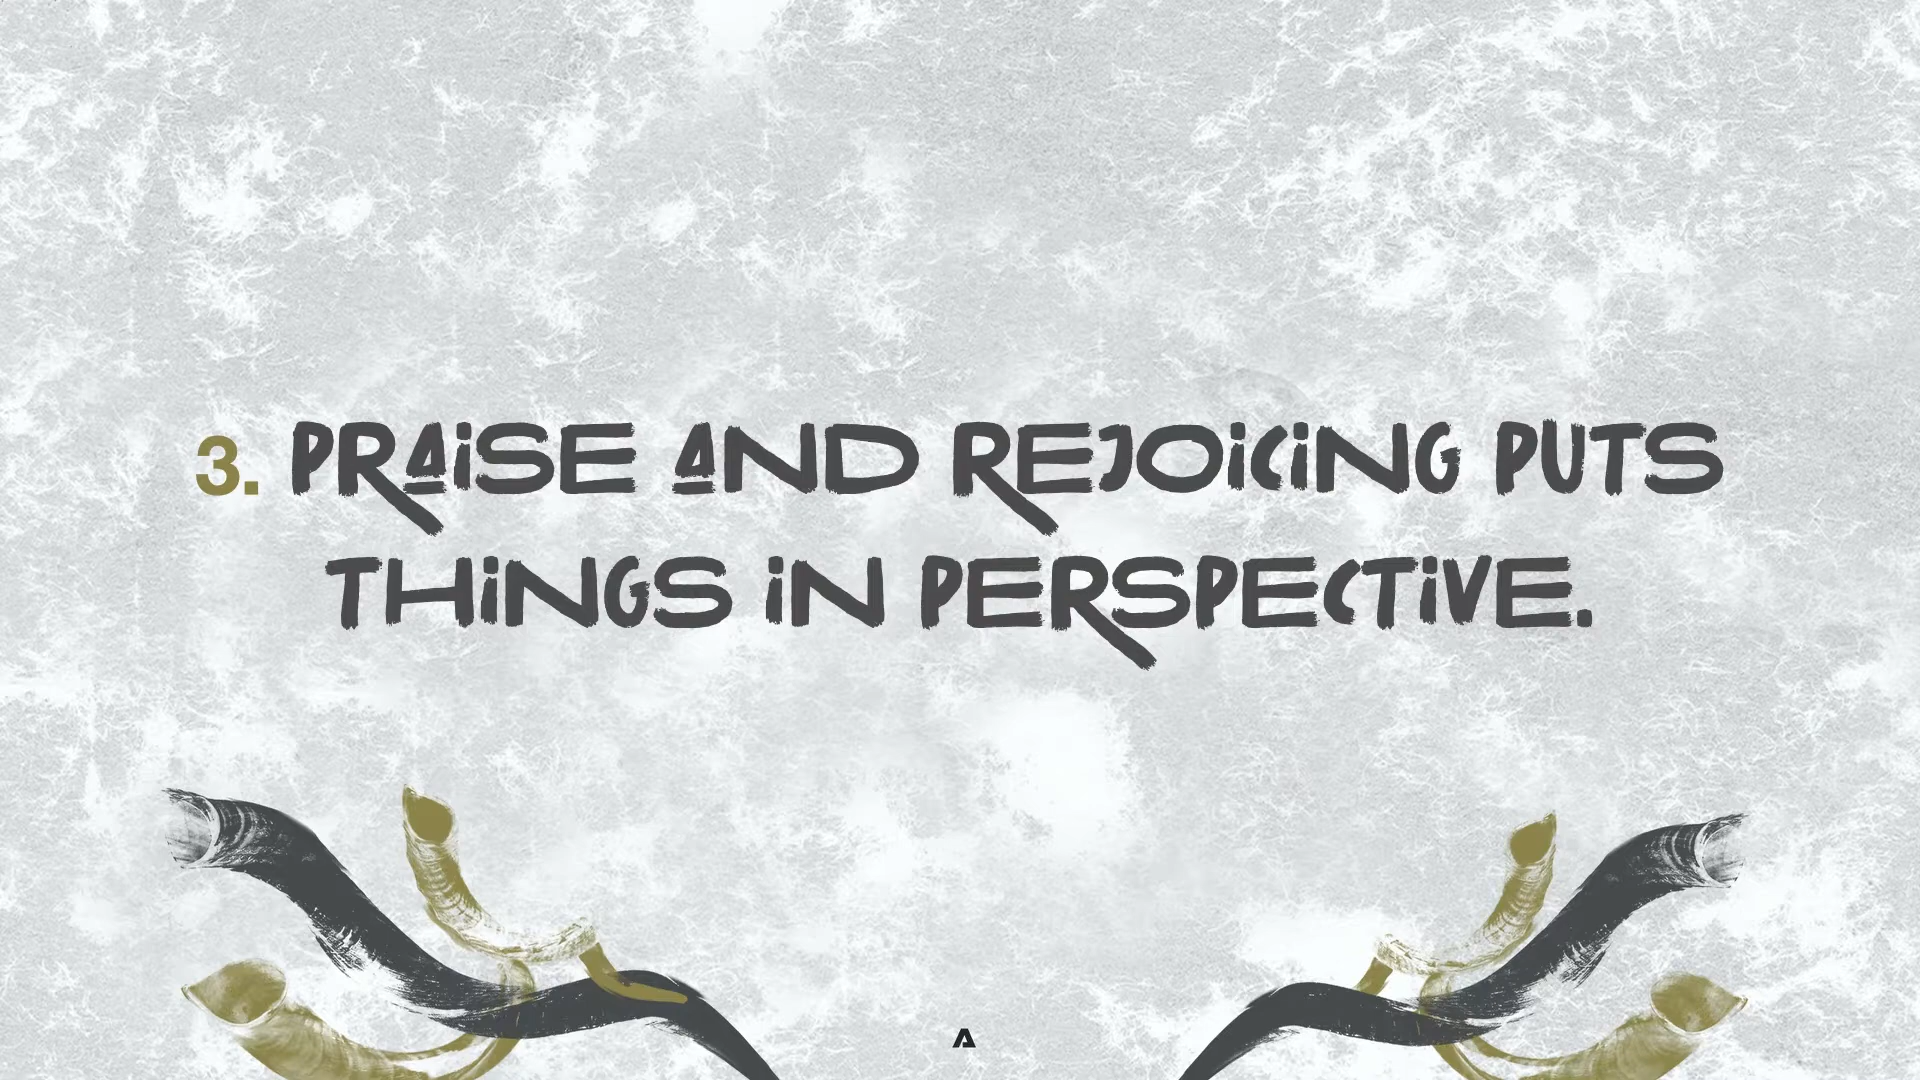 3. PRAISE AND REJOICING PUTS
THINGS IN PERSPECTIVE.